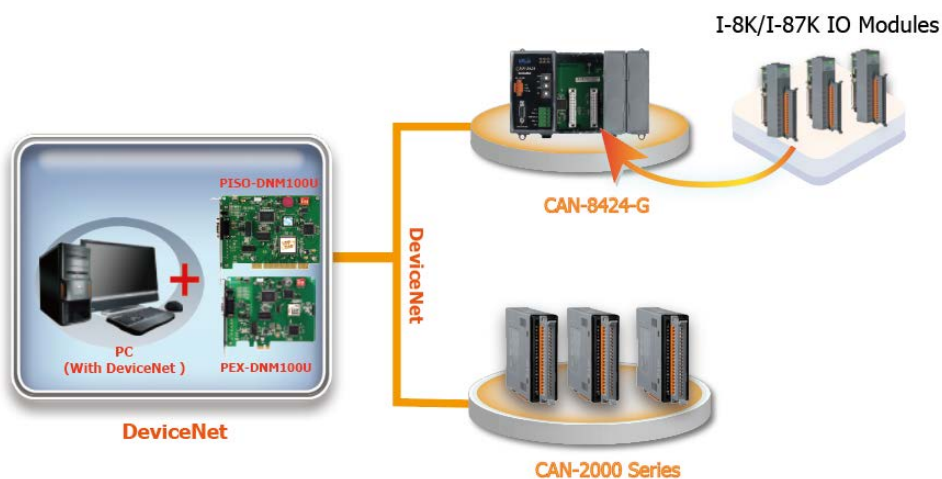 I-8K/I-87K IO Modules
CAN-8424-G
PISO-DNM100U
PC
(With DeviceNet )
PEX-DNM100U
DeviceNet
DeviceNet
CAN-2000 Series